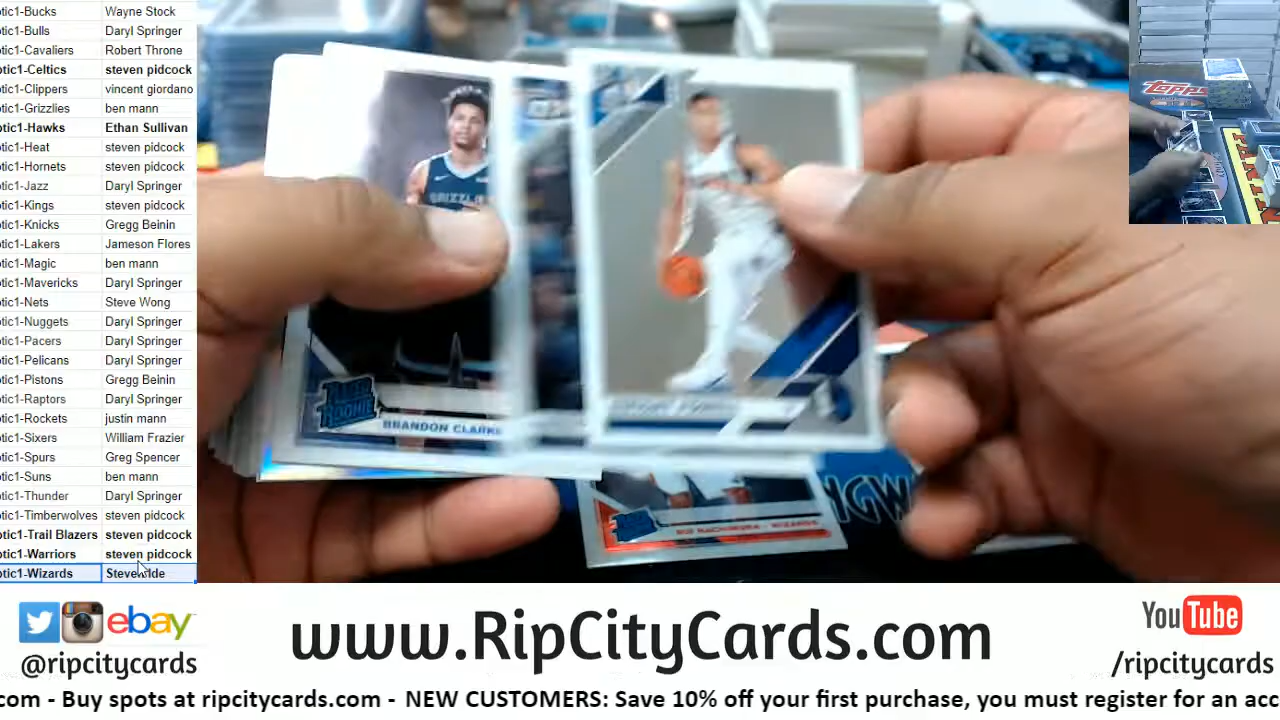 otic1-Bucks Wayne Stock
otic1-Bulls Daryl Springer
otic1-Cavaliers Robert Throne
otic1-Celtics steven pidcock
otic1-Clippers vincent giordano
otic1-Grizzlies ben mann
otic1-Hawks Ethan Sullivan
otic1-Heat steven pidcock
otic1-Hornets steven pidcock
otic1-Jazz Daryl Springer
otic1-Kings steven pidcock
otic1-Knicks Gregg Beinin
otic1-Lakers Jameson Flores
otic1-Magic ben mann
otic1-Mavericks Daryl Springer
otic1-Nets Steve Wong
otic1-Nuggets Daryl Springer
otic1-Pacers Daryl Springer
otic1-Pelicans Daryl Springer
otic1-Pistons Gregg Beinin
otic1-Raptors Daryl Springer
otic1-Rockets justin mann
otic1-Sixers William Frazier
otic1-Spurs Greg Spencer
otic1-Suns ben mann
otic1-Thunder Daryl Springer
otic1-Timberwolves steven pidcock
otic1-Trail Blazers steven pidcock
otic1-Warriors steven pidcock
otic1-Wizards
GRIZZLIE
RATED ROOKIE
BRANDON CLARKE
RUI HACHIMURA - WIZARDS
NGW
Topps
ebay
@ripcitycards
www.RipCityCards.com
YouTube
/ripcitycards
com - Buy spots at ripcitycards.com - NEW CUSTOMERS: Save 10% off your first purchase, you must register for an acc